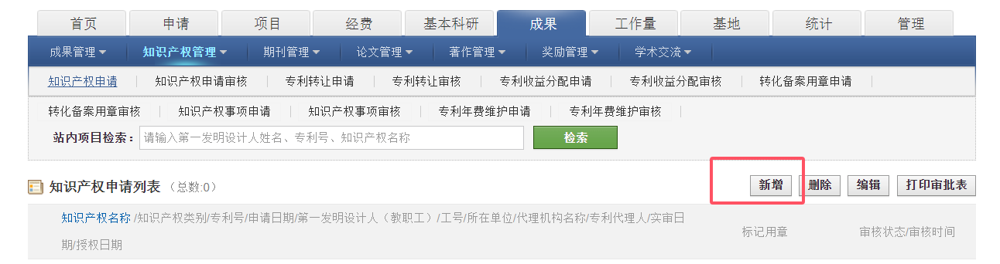 首页 申请 项目 经费 基本科研 成果 工作量 基地 统计 管理
成果管理 知识产权管理 期刊管理 论文管理 著作管理 奖励管理 学术交流
知识产权申请 知识产权申请审核 专利转让申请 专利转让审核 专利收益分配申请 专利收益分配审核 转化备案用章申请
转化备案用章审核 知识产权事项申请 知识产权事项审核 专利年费维护申请 专利年费维护审核
站内项目检索: 请输入第一发明设计人姓名、专利号、知识产权名称 检索
知识产权申请列表 （总数:0） 新增 删除 编辑 打印审批表
知识产权名称 /知识产权类别/专利号/申请日期/第一发明设计人（教职工）/工号/所在单位/代理机构名称/专利代理人/实审日
期/授权日期
标记用章 审核状态/审核时间